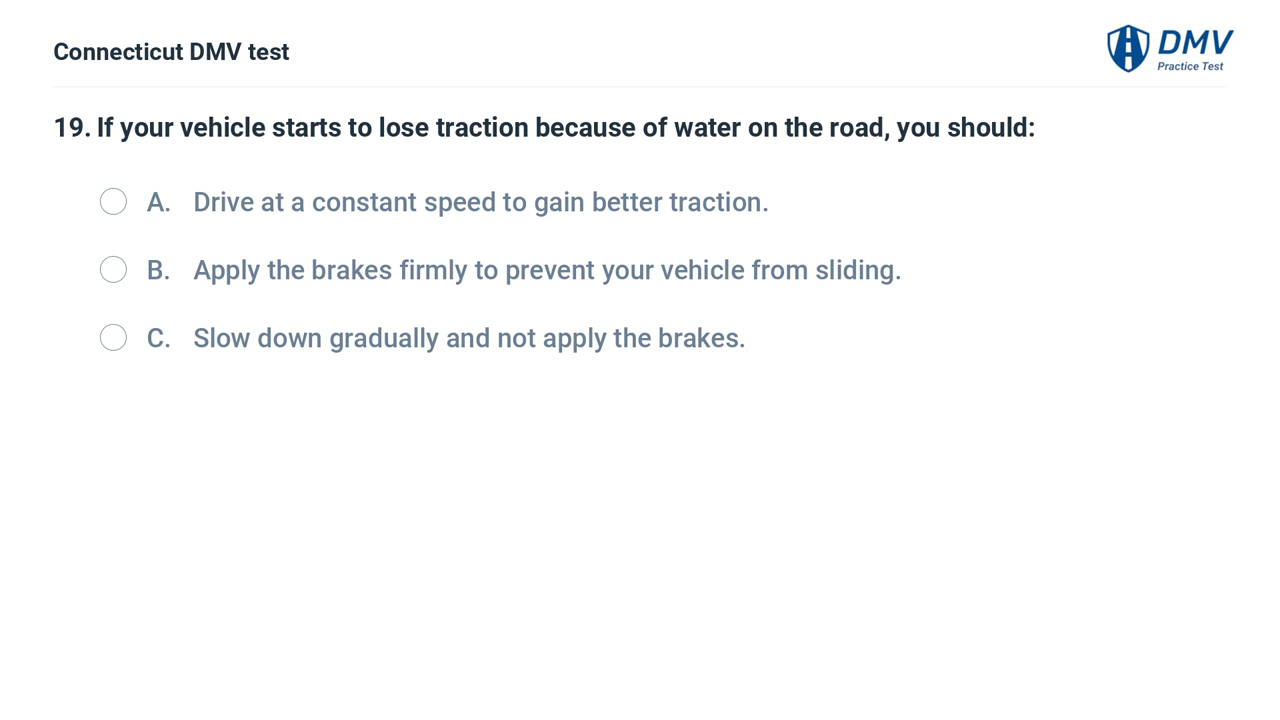 Connecticut DMV test
DMV
Practice Test
19. If your vehicle starts to lose traction because of water on the road, you should:
A. Drive at a constant speed to gain better traction.
B. Apply the brakes firmly to prevent your vehicle from sliding.
C. Slow down gradually and not apply the brakes.